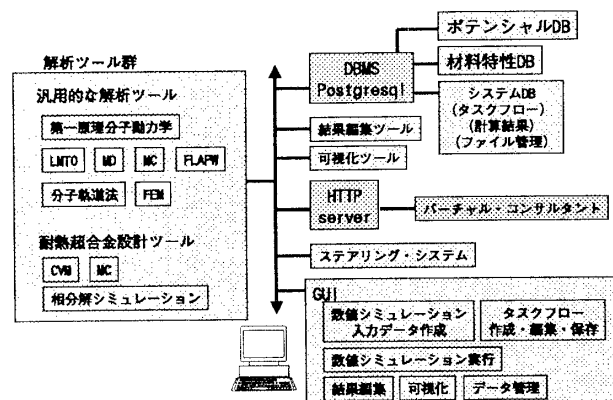 解析ツール群
汎用的な解析ツール
第一原理分子動力学
LMTO MD MC FLAPW
分子軌道法 FEM
耐熱超合金設計ツール
CVM MC
相分解シミュレーション
DBMS
Postgresql
ポテンシャルDB
材料特性DB
システムDB
(タスクフロー)
(計算結果)
(ファイル管理)
結果編集ツール
可視化ツール
HTTP
server
バーチャル・コンサルタント
ステアリング・システム
GUI
数値シミュレーション
入力データ作成
タスクフロー
作成・編集・保存
数値シミュレーション実行
結果編集 可視化 データ管理